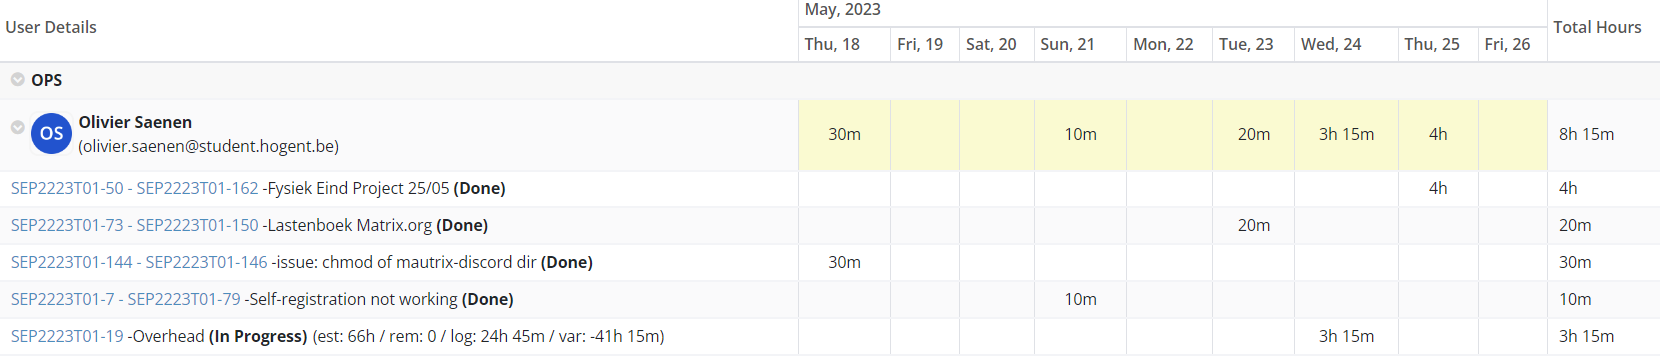 User Details May, 2023 Total Hours
Thu, 18 Fri, 19 Sat, 20 Sun, 21 Mon, 22 Tue, 23 Wed, 24 Thu, 25 Fri, 26
OPS
OS Olivier Saenen
(olivier.saenen@student.hogent.be) 30m 10m 20m 3h 15m 4h 8h 15m
SEP2223T01-50 - SEP2223T01-162 -Fysiek Eind Project 25/05 (Done) 4h 4h
SEP2223T01-73 - SEP2223T01-150 -Lastenboek Matrix.org (Done) 20m 20m
SEP2223T01-144 - SEP2223T01-146 -issue: chmod of mautrix-discord dir (Done) 30m 30m
SEP2223T01-7 - SEP2223T01-79 -Self-registration not working (Done) 10m 10m
SEP2223T01-19 -Overhead (In Progress) (est: 66h / rem: 0 / log: 24h 45m / var: -41h 15m) 3h 15m 3h 15m